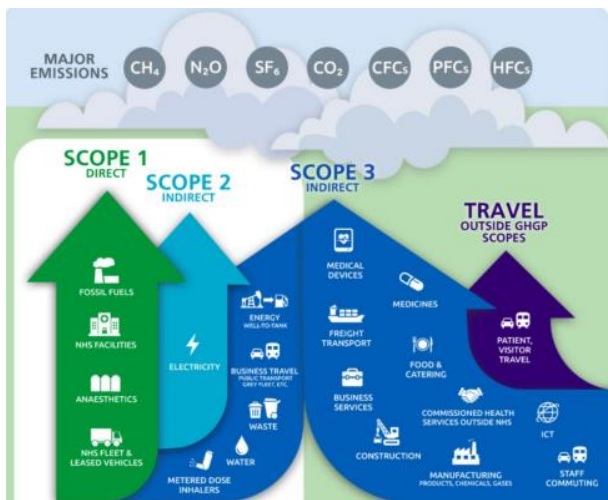 MAJOR
EMISSIONS
CH₄
N₂O
SF₆
CO₂
CFCs
PFCs
HFCs
SCOPE 1
DIRECT
SCOPE 2
INDIRECT
SCOPE 3
INDIRECT
TRAVEL
OUTSIDE GHGP
SCOPES
FOSSIL FUELS
NHS FACILITIES
ANAESTHETICS
NHS FLEET &
LEASED VEHICLES
ELECTRICITY
ENERGY
WELL-TO-TANK
BUSINESS TRAVEL
PUBLIC TRANSPORT
GREY FLEET, ETC.
WASTE
WATER
METERED DOSE
INHALERS
MEDICAL
DEVICES
MEDICINES
FREIGHT
TRANSPORT
FOOD &
CATERING
BUSINESS
SERVICES
COMMISSIONED HEALTH
SERVICES OUTSIDE NHS
CONSTRUCTION
MANUFACTURING
PRODUCTS, CHEMICALS, GASES
PATIENT,
VISITOR
TRAVEL
ICT
STAFF
COMMUTING